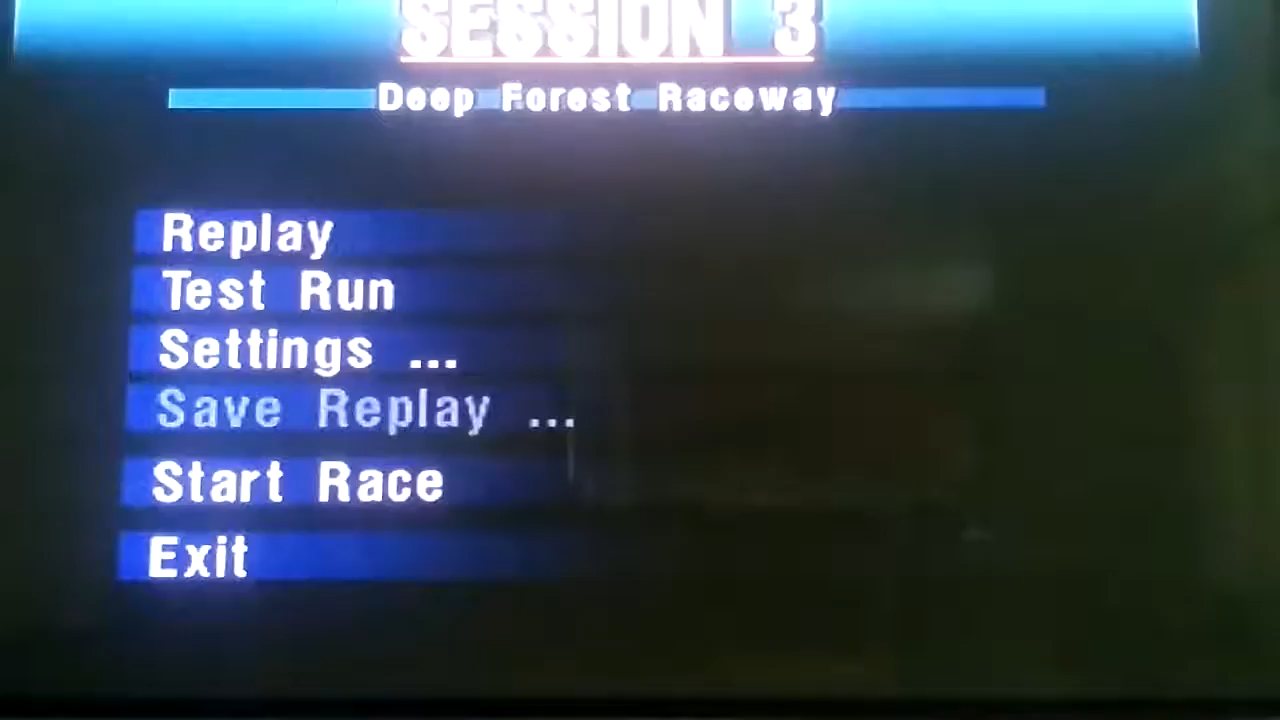 SESSION 3
Deep Forest Raceway
Replay
Test Run
Settings ...
Save Replay ...
Start Race
Exit